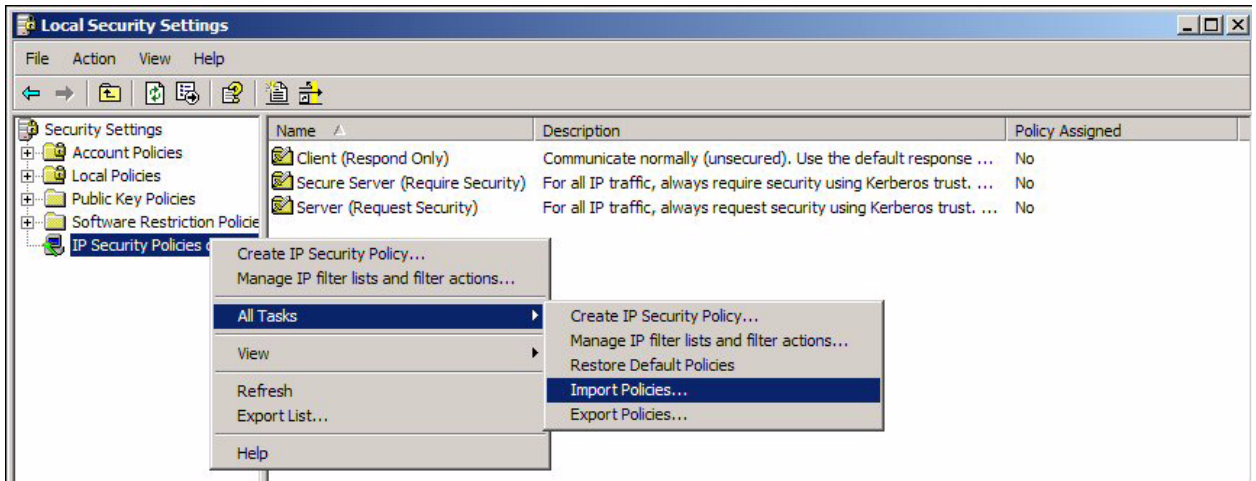 Local Security Settings
File Action View Help
Security Settings
Account Policies
Local Policies
Public Key Policies
Software Restriction Policie
IP Security Policies
Name Description Policy Assigned
Client (Respond Only) Communicate normally (unsecured). Use the default response ... No
Secure Server (Require Security) For all IP traffic, always require security using Kerberos trust. ... No
Server (Request Security) For all IP traffic, always request security using Kerberos trust. ... No
Create IP Security Policy...
Manage IP filter lists and filter actions...
All Tasks
View
Refresh
Export List...
Help
Create IP Security Policy...
Manage IP filter lists and filter actions...
Restore Default Policies
Import Policies...
Export Policies...